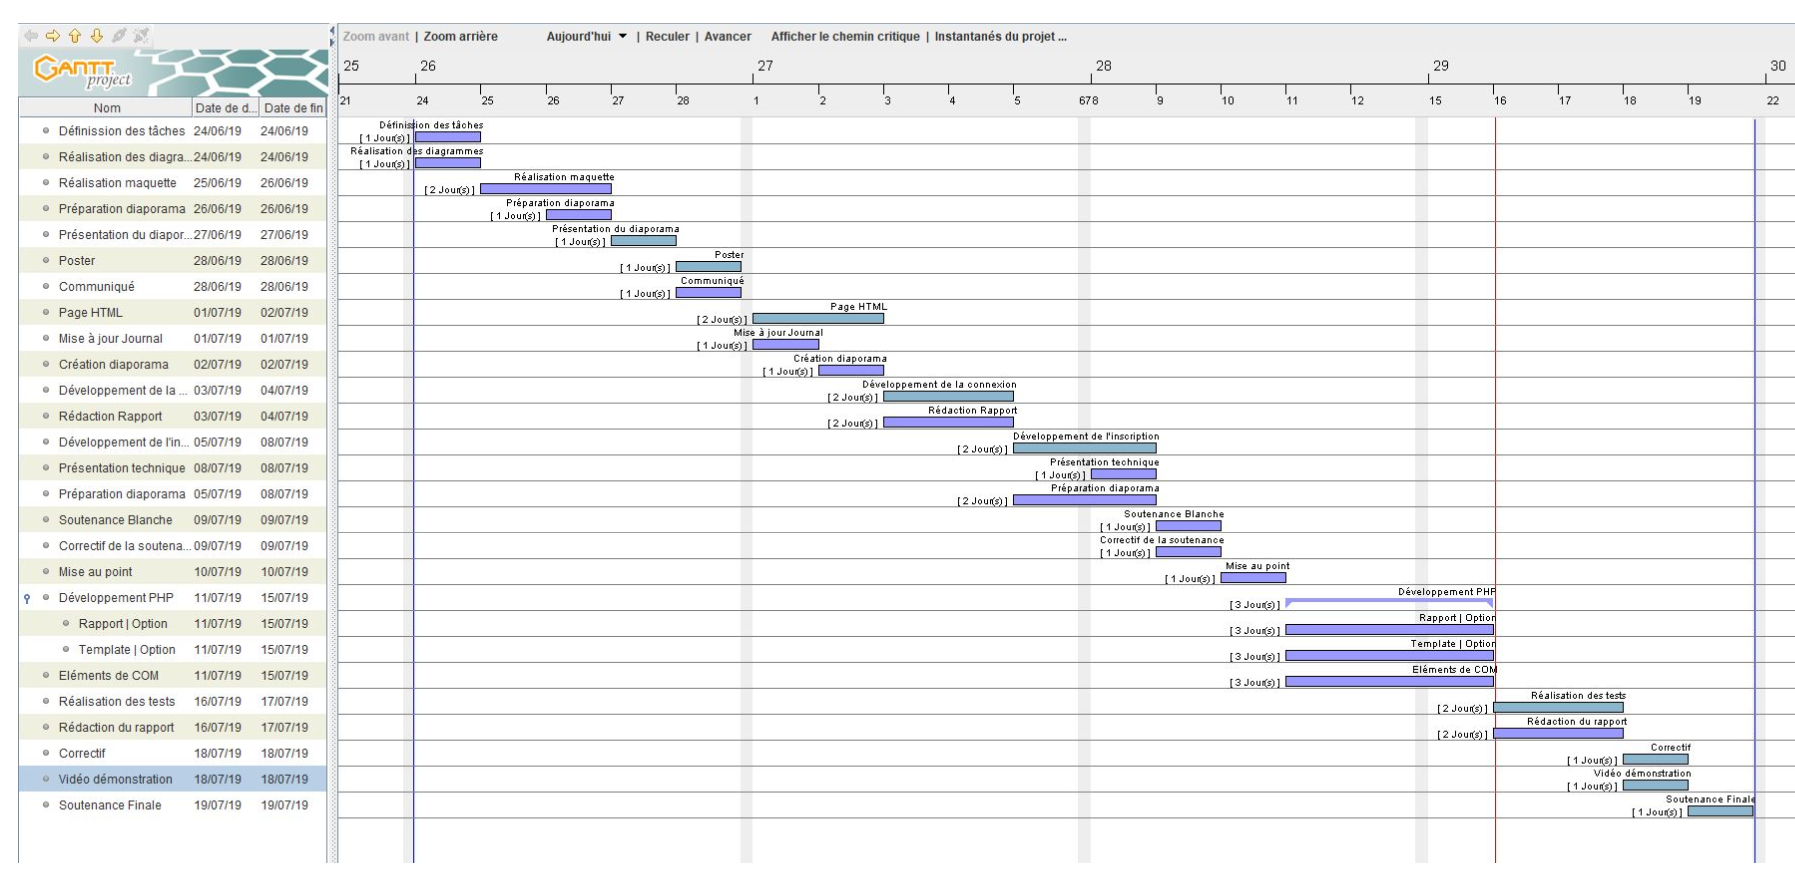 Zoom avant | Zoom arrière Aujourd'hui | Reculer | Avancer Afficher le chemin critique | Instantanés du projet ...
GANTT
project
25 26 27 28 29 30
Nom Date de d... Date de fin
21 24 25 26 27 28 1 2 3 4 5 678 9 10 11 12 15 16 17 18 19 22
Définission des tâches 24/06/19 24/06/19
Réalisation des diagra... 24/06/19 24/06/19
Réalisation maquette 25/06/19 26/06/19
Préparation diaporama 26/06/19 26/06/19
Présentation du diapor... 27/06/19 27/06/19
Poster 28/06/19 28/06/19
Communiqué 28/06/19 28/06/19
Page HTML 01/07/19 02/07/19
Mise à jour Journal 01/07/19 01/07/19
Création diaporama 02/07/19 02/07/19
Développement de la ... 03/07/19 04/07/19
Rédaction Rapport 03/07/19 04/07/19
Développement de l'in... 05/07/19 08/07/19
Présentation technique 08/07/19 08/07/19
Préparation diaporama 05/07/19 08/07/19
Soutenance Blanche 09/07/19 09/07/19
Correctif de la soutena... 09/07/19 09/07/19
Mise au point 10/07/19 10/07/19
Développement PHP 11/07/19 15/07/19
Rapport | Option 11/07/19 15/07/19
Template | Option 11/07/19 15/07/19
Eléments de COM 11/07/19 15/07/19
Réalisation des tests 16/07/19 17/07/19
Rédaction du rapport 16/07/19 17/07/19
Correctif 18/07/19 18/07/19
Vidéo démonstration 18/07/19 18/07/19
Soutenance Finale 19/07/19 19/07/19
Définission des tâches
[ 1 Jour(s) ]
Réalisation des diagrammes
[ 1 Jour(s) ]
Réalisation maquette
[ 2 Jour(s) ]
Préparation diaporama
[ 1 Jour(s) ]
Présentation du diaporama
[ 1 Jour(s) ]
Poster
[ 1 Jour(s) ]
Communiqué
[ 1 Jour(s) ]
Page HTML
[ 2 Jour(s) ]
Mise à jour Journal
[ 1 Jour(s) ]
Création diaporama
[ 1 Jour(s) ]
Développement de la connexion
[ 2 Jour(s) ]
Rédaction Rapport
[ 2 Jour(s) ]
Développement de l'inscription
[ 2 Jour(s) ]
Présentation technique
[ 1 Jour(s) ]
Préparation diaporama
[ 2 Jour(s) ]
Soutenance Blanche
[ 1 Jour(s) ]
Correctif de la soutenance
[ 1 Jour(s) ]
Mise au point
[ 1 Jour(s) ]
Développement PHP
[ 3 Jour(s) ]
Rapport | Option
[ 3 Jour(s) ]
Template | Option
[ 3 Jour(s) ]
Eléments de COM
[ 3 Jour(s) ]
Réalisation des tests
[ 2 Jour(s) ]
Rédaction du rapport
[ 2 Jour(s) ]
Correctif
[ 1 Jour(s) ]
Vidéo démonstration
[ 1 Jour(s) ]
Soutenance Finale
[ 1 Jour(s) ]